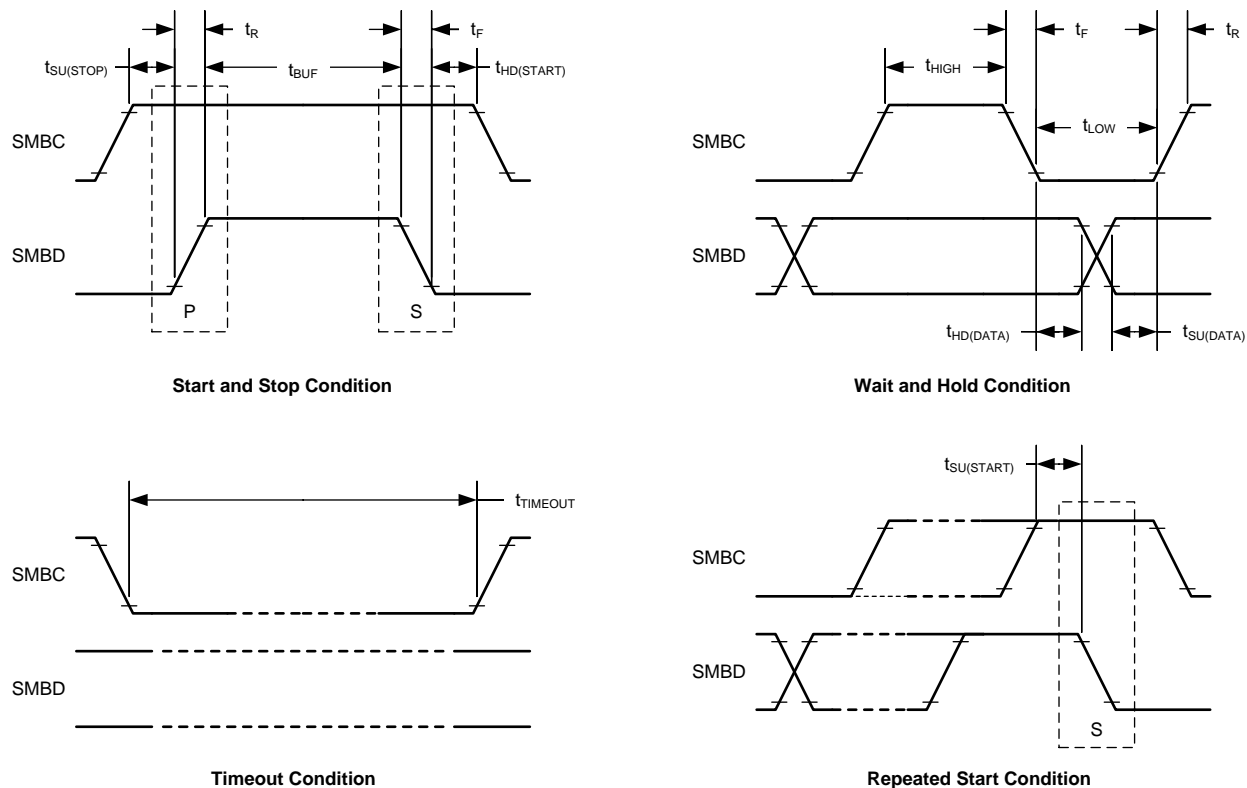 tR
tF
tSU(STOP)
tBUF
tHD(START)
SMBC
SMBD
P
S
Start and Stop Condition
tF
tR
tHIGH
tLOW
SMBC
SMBD
tHD(DATA)
tSU(DATA)
Wait and Hold Condition
tTIMEOUT
SMBC
SMBD
Timeout Condition
tSU(START)
SMBC
SMBD
S
Repeated Start Condition